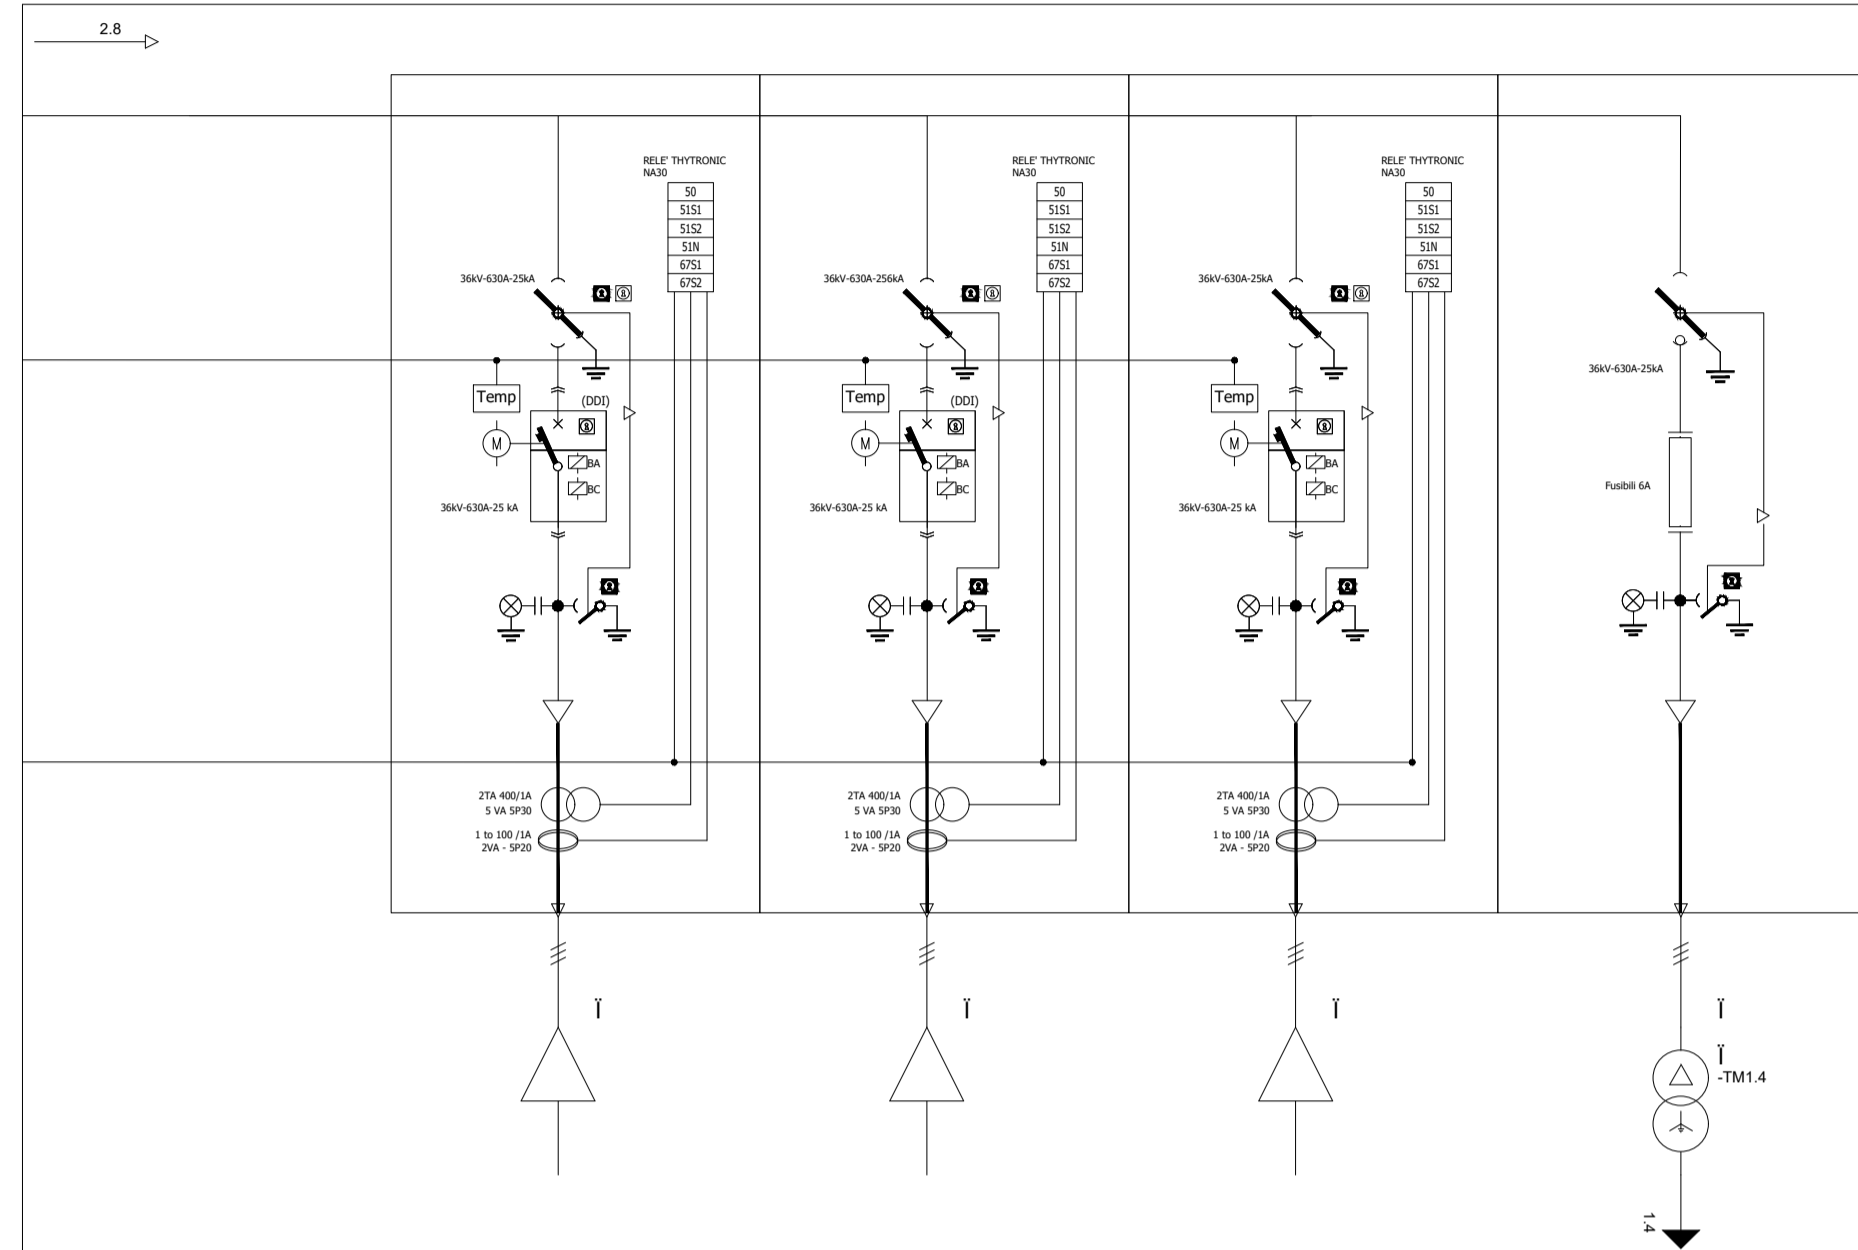 2.8
RELE' THYTRONIC
NA30
50
51S1
51S2
51N
67S1
67S2
36kV-630A-25kA
Temp
(DDI)
M
BA
BC
36kV-630A-25 kA
2TA 400/1A
5 VA 5P30
1 to 100 /1A
2VA - 5P20
Ï
RELE' THYTRONIC
NA30
50
51S1
51S2
51N
67S1
67S2
36kV-630A-256kA
Temp
(DDI)
M
BA
BC
36kV-630A-25 kA
2TA 400/1A
5 VA 5P30
1 to 100 /1A
2VA - 5P20
Ï
RELE' THYTRONIC
NA30
50
51S1
51S2
51N
67S1
67S2
36kV-630A-25kA
Temp
M
BA
BC
36kV-630A-25 kA
2TA 400/1A
5 VA 5P30
1 to 100 /1A
2VA - 5P20
Ï
36kV-630A-25kA
Fusibili 6A
Ï
Ï
-TM1.4
1.4